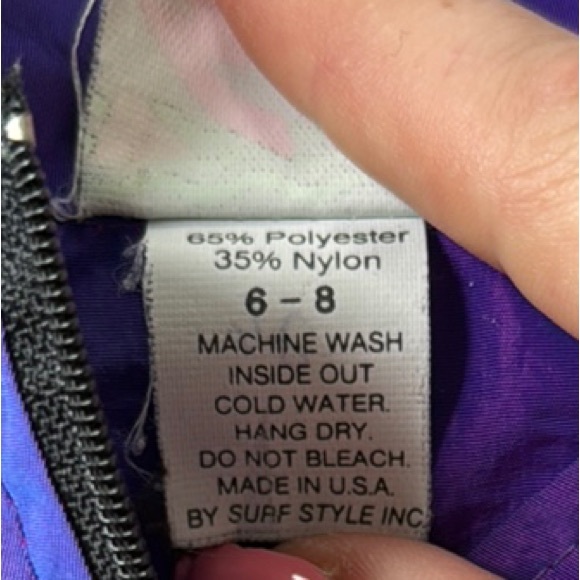 65% Polyester
35% Nylon
6 - 8
MACHINE WASH
INSIDE OUT
COLD WATER.
HANG DRY.
DO NOT BLEACH.
MADE IN U.S.A.
BY SURF STYLE INC